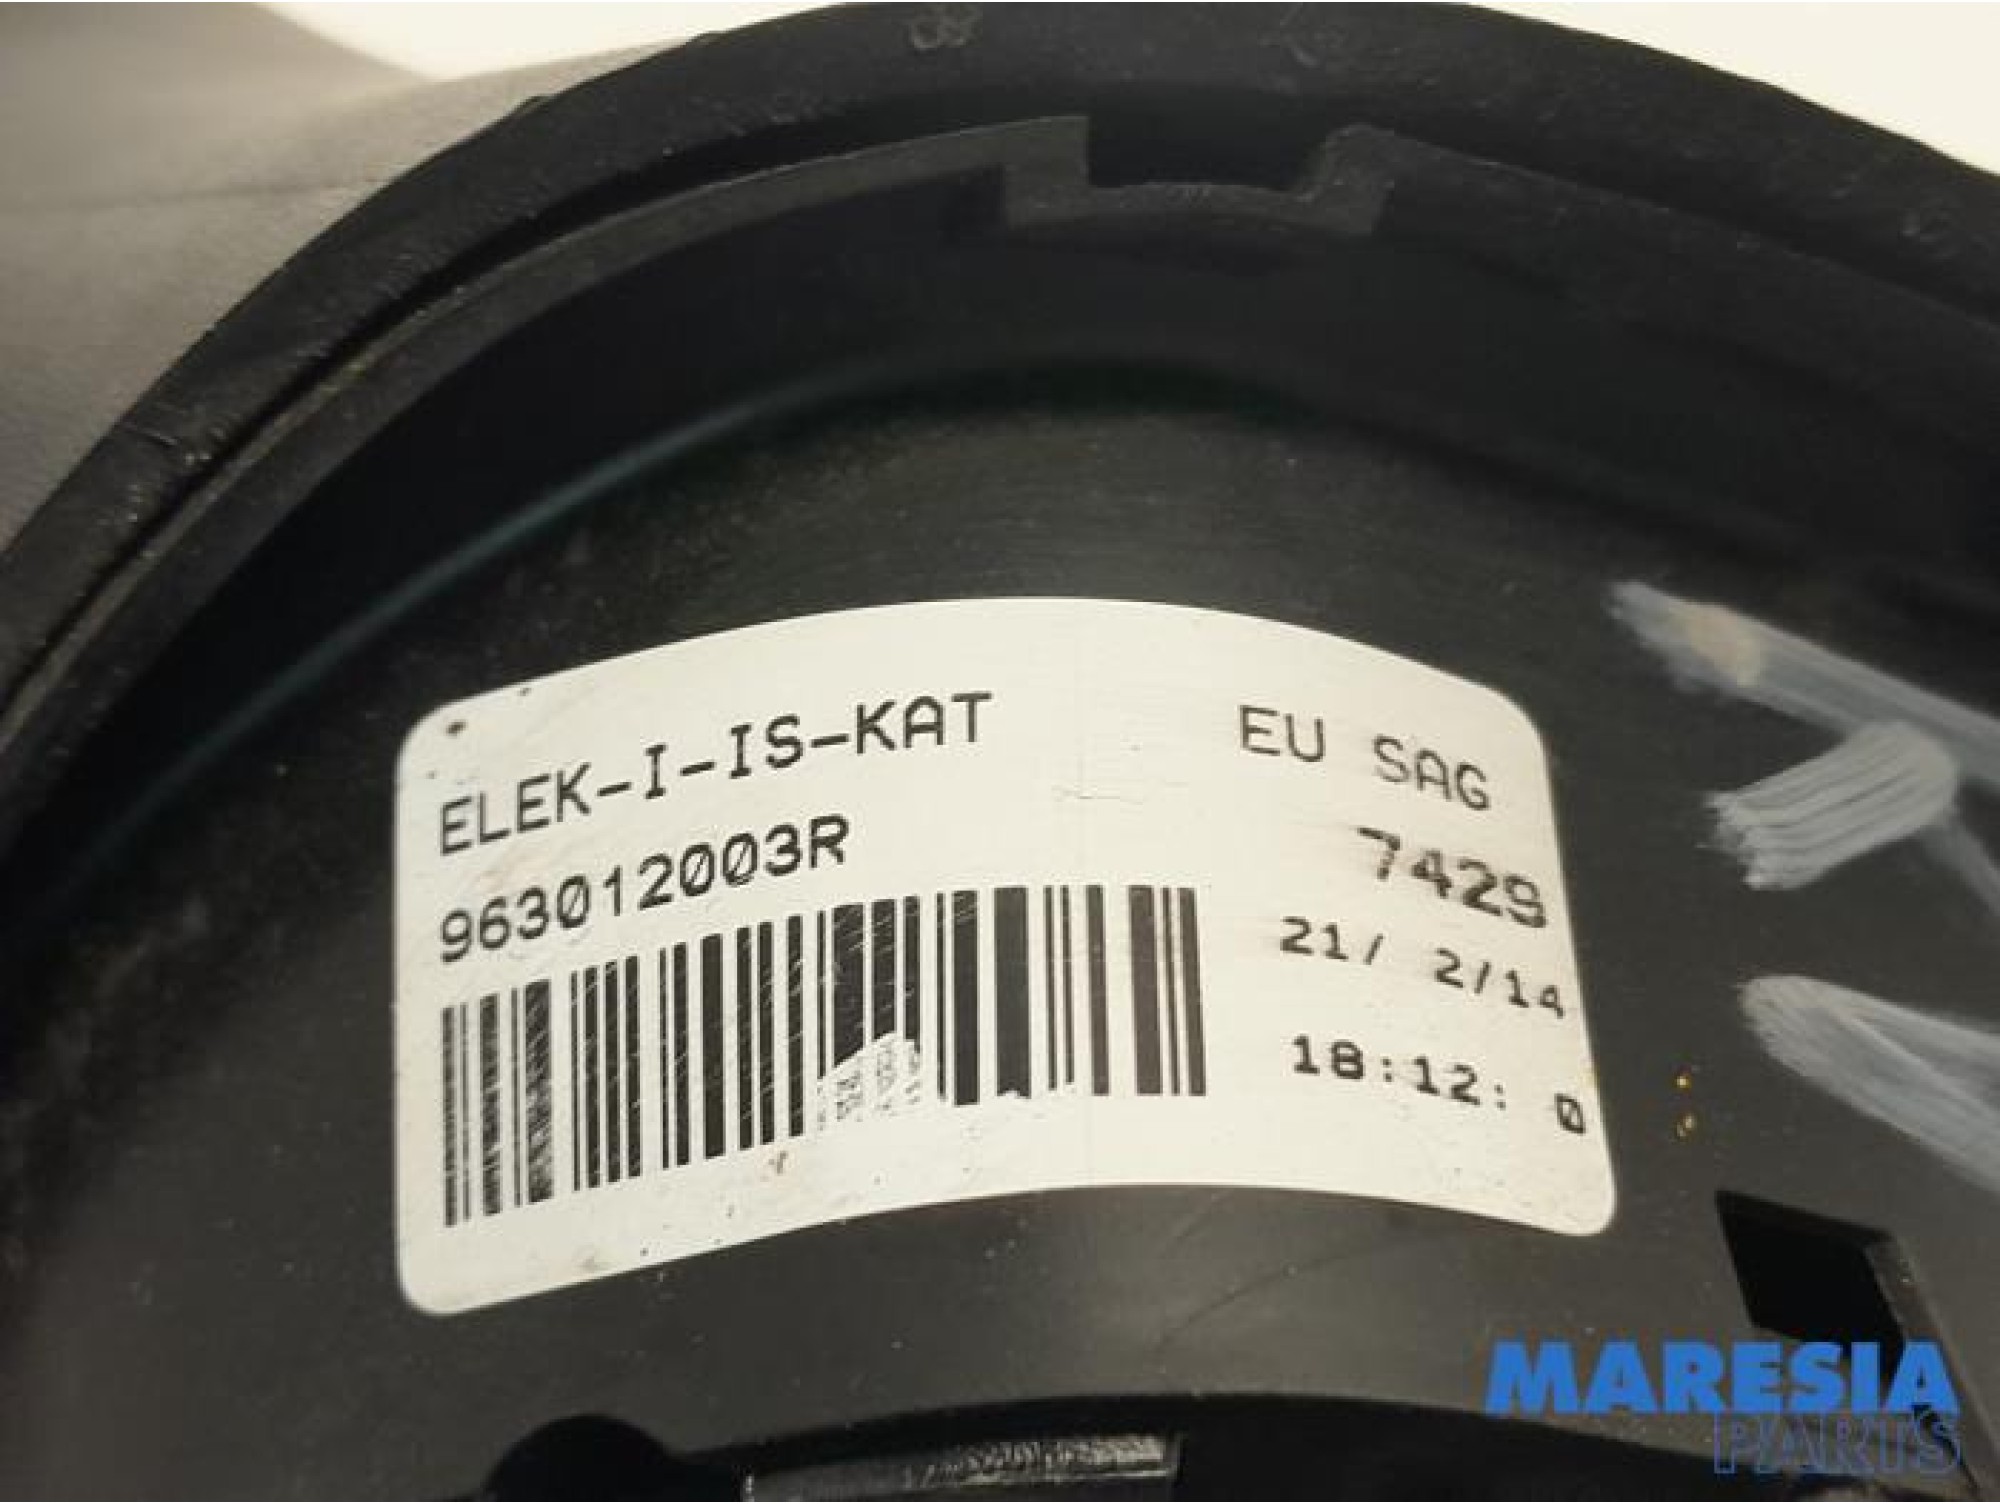 ELEK-I-IS-KAT
963012003R
EU SAG
7429
21/ 2/14
18:12: 0
MARESIA
PARTS